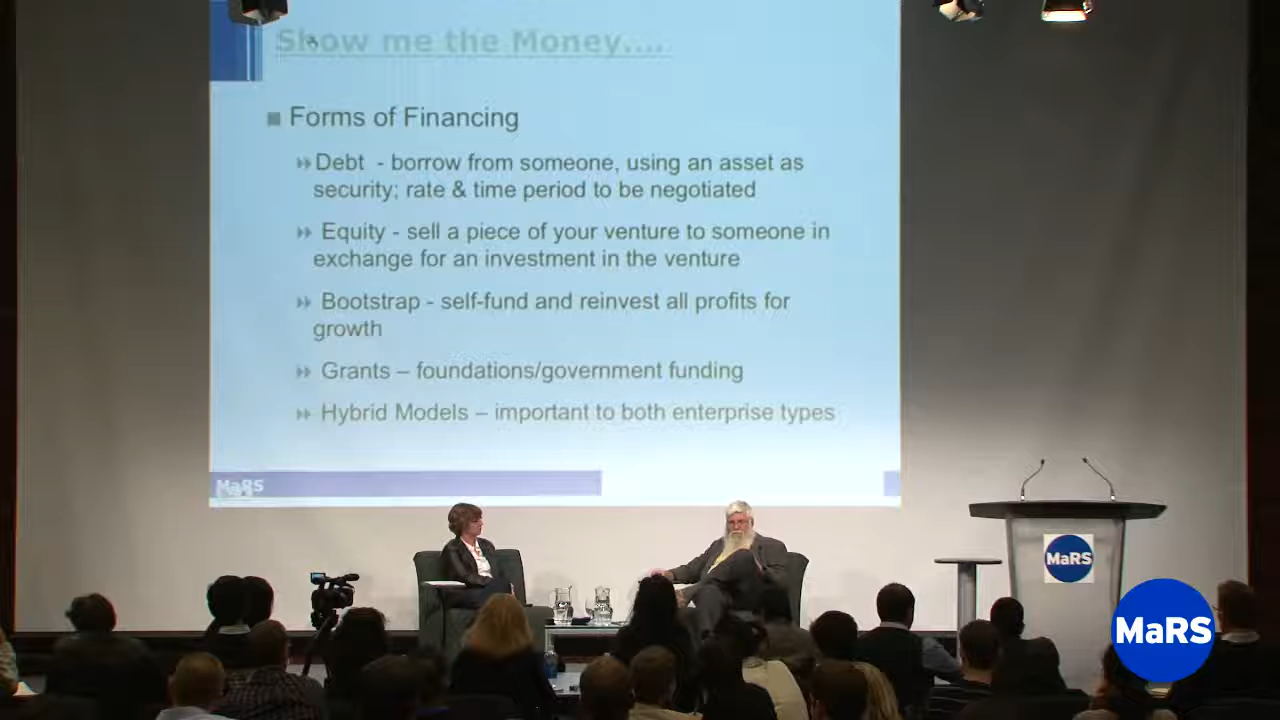 Show me the Money....
Forms of Financing
Debt - borrow from someone, using an asset as
security; rate & time period to be negotiated
Equity - sell a piece of your venture to someone in
exchange for an investment in the venture
Bootstrap - self-fund and reinvest all profits for
growth
Grants – foundations/government funding
Hybrid Models – important to both enterprise types
MaRS
MaRS
MaRS